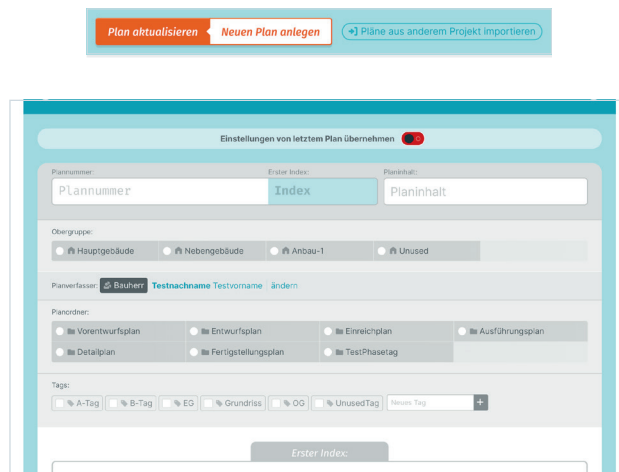 Plan aktualisieren Neuen Plan anlegen Pläne aus anderem Projekt importieren
Einstellungen von letztem Plan übernehmen
Plannummer: Erster Index: Planinhalt:
Plannummer Index Planinhalt
Obergruppe:
Hauptgebäude Nebengebäude Anbau-1 Unused
Planverfasser: Bauherr Testnachname Testvorname ändern
Planordner:
Vorentwurfsplan Entwurfsplan Einreichplan Ausführungsplan
Detailplan Fertigstellungsplan TestPhasetag
Tags:
A-Tag B-Tag EG Grundriss OG UnusedTag Neuen Tag +
Erster Index: